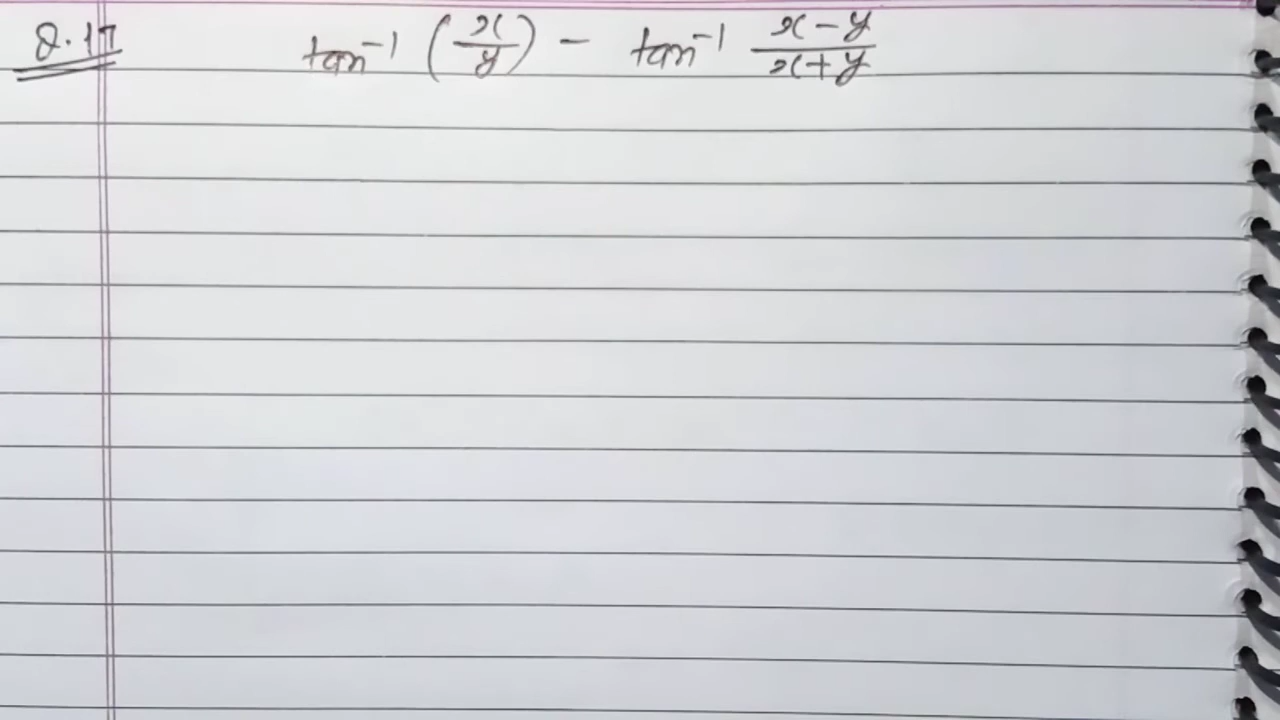 Q.17 tan⁻¹ (x/y) - tan⁻¹ x-y/x+y